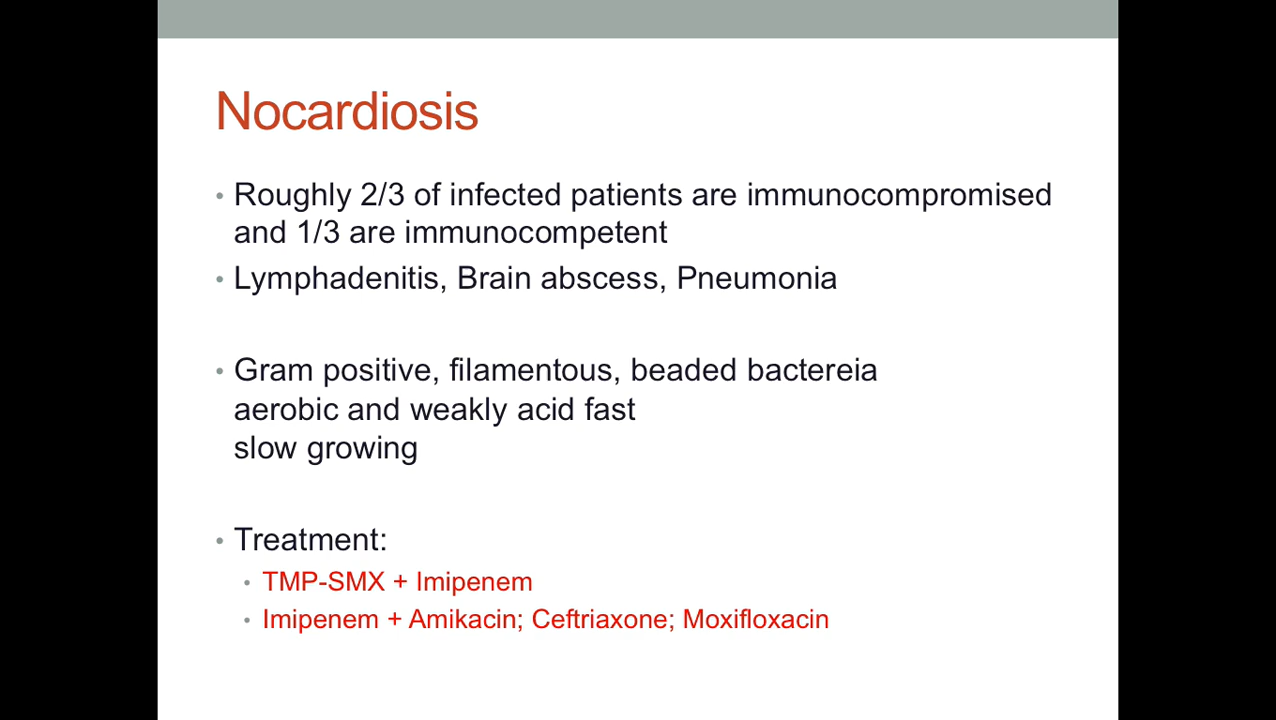 Nocardiosis
• Roughly 2/3 of infected patients are immunocompromised
and 1/3 are immunocompetent
• Lymphadenitis, Brain abscess, Pneumonia
• Gram positive, filamentous, beaded bactereia
aerobic and weakly acid fast
slow growing
• Treatment:
• TMP-SMX + Imipenem
• Imipenem + Amikacin; Ceftriaxone; Moxifloxacin